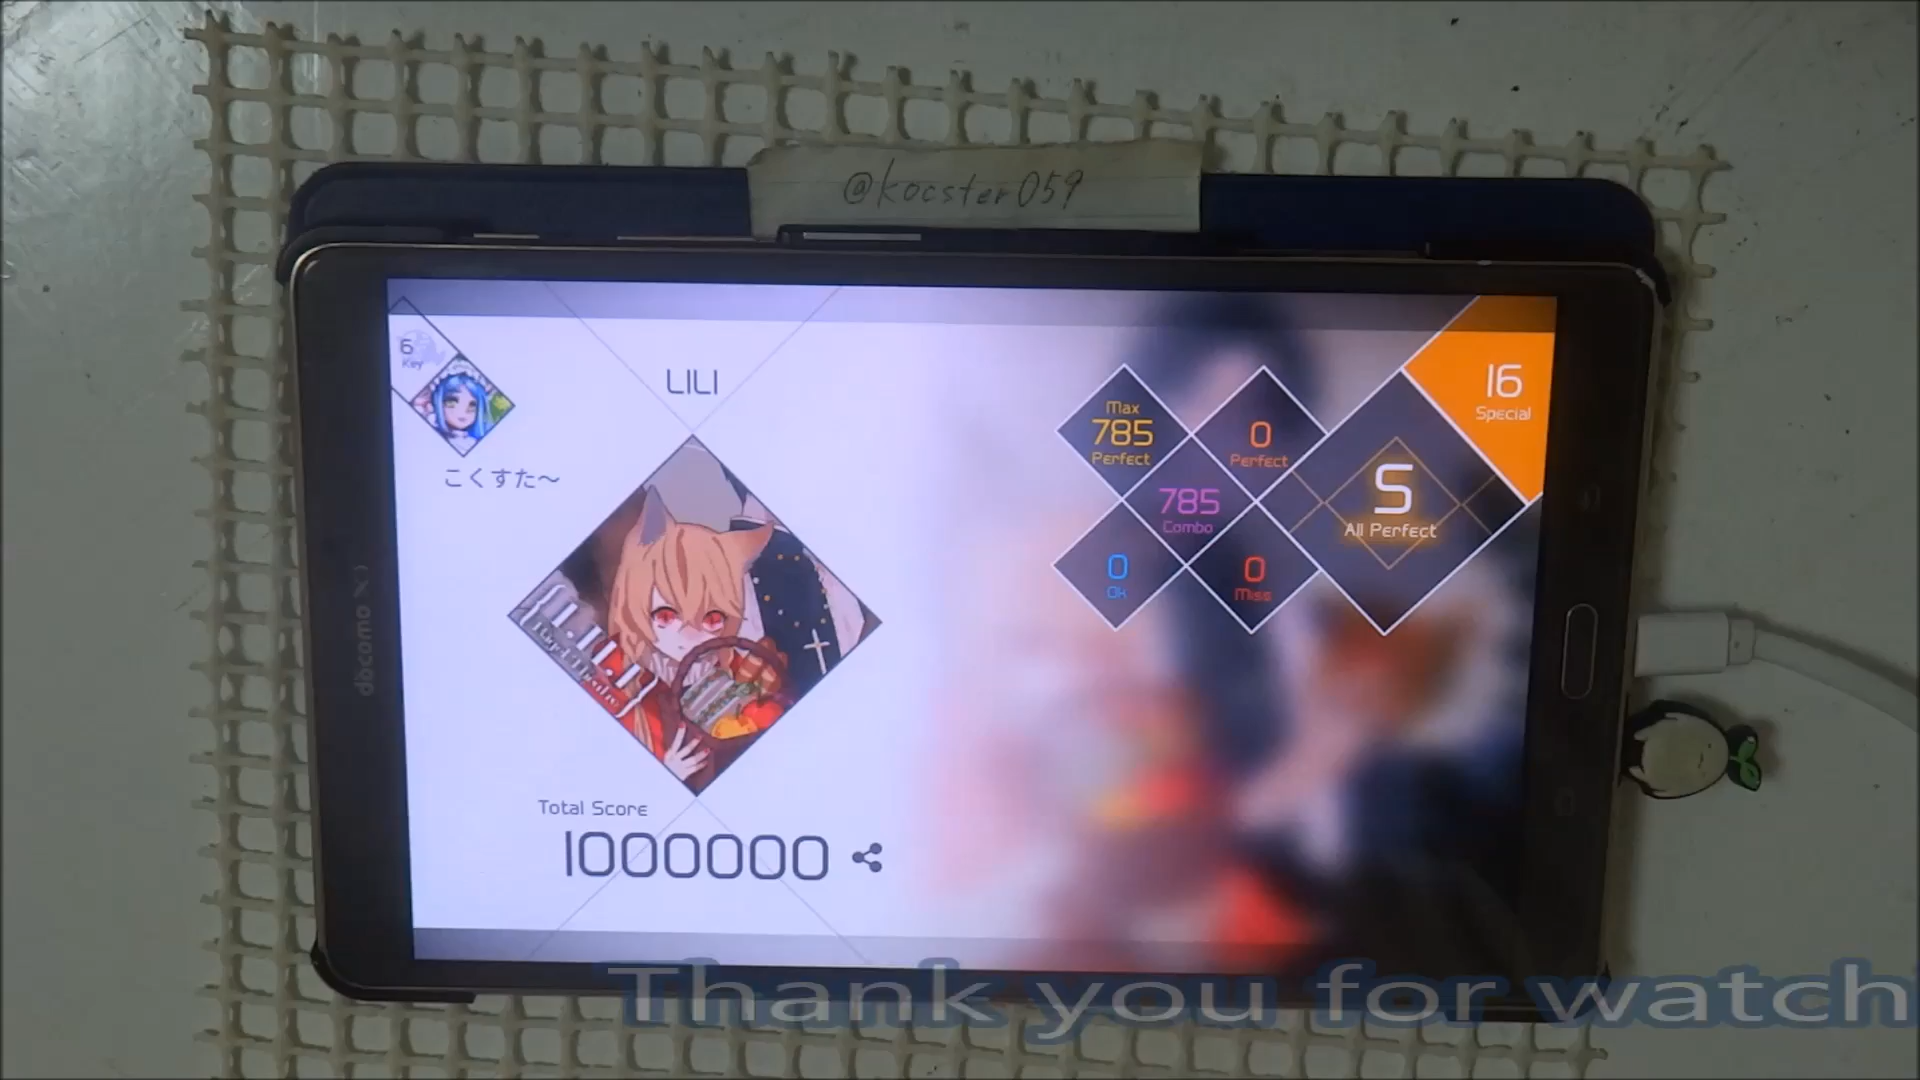 @kocster059
docomo
6
Key
こくすた〜
LILI
Total Score
1000000
Max
785
Perfect
0
Perfect
785
Combo
0
Ok
0
Miss
S
All Perfect
16
Special
Thank you for watchi